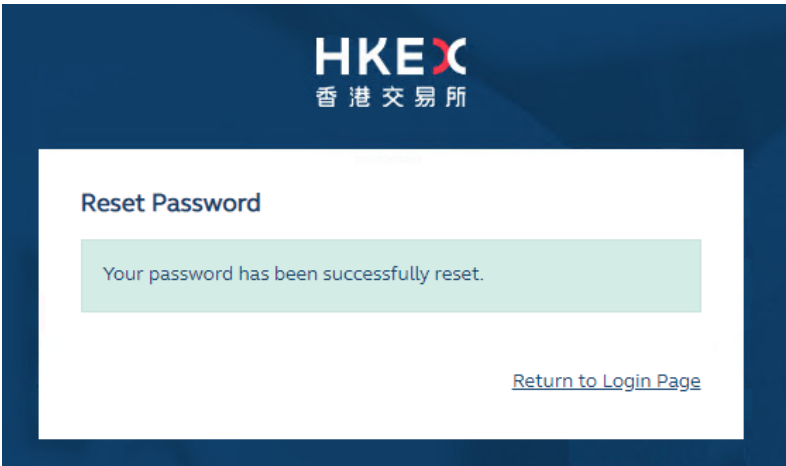 HKEX
香港交易所
Reset Password
Your password has been successfully reset.
Return to Login Page